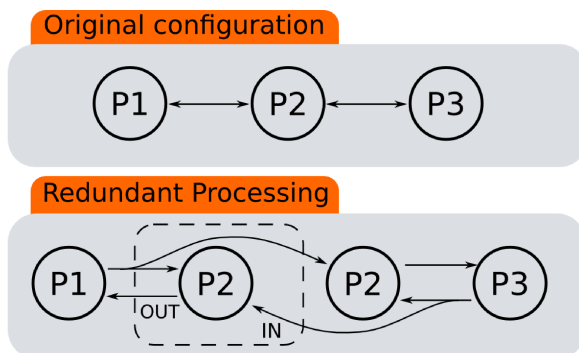 Original configuration
P1 P2 P3
Redundant Processing
P1 P2 P2 P3
OUT
IN